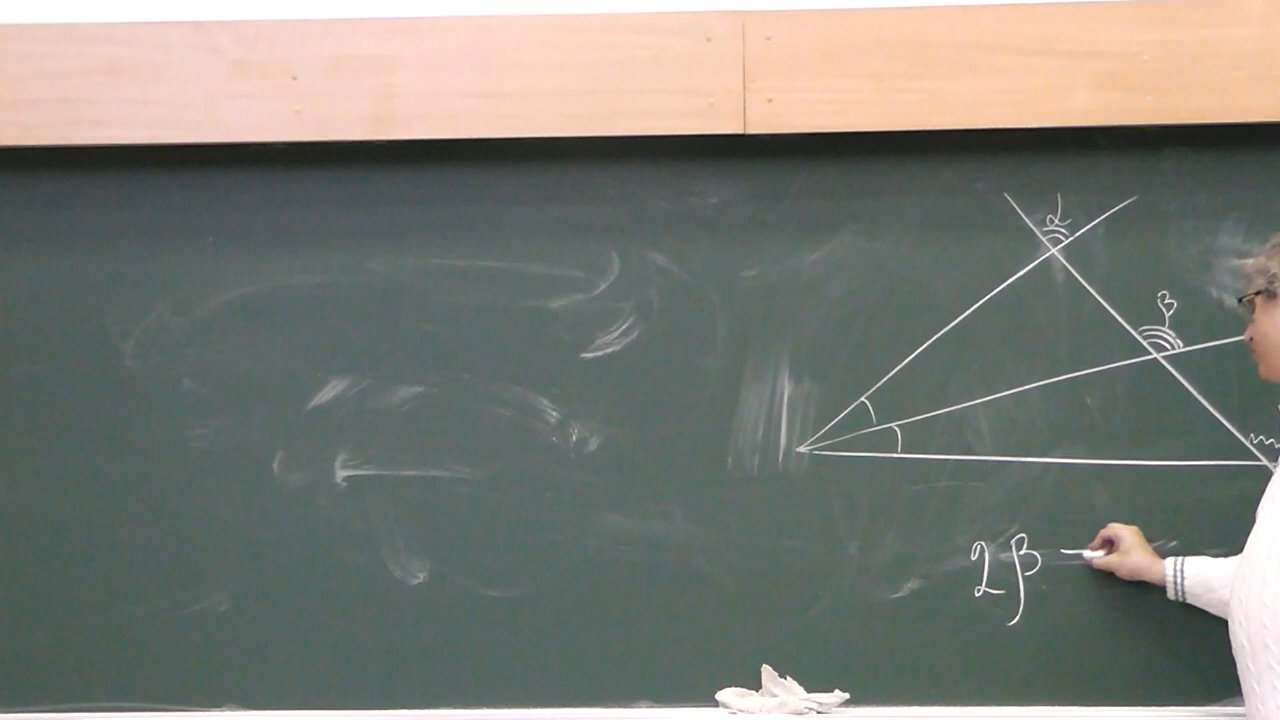 α
β
2β =